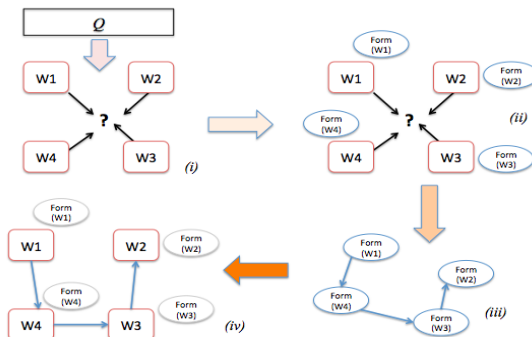 Q
W1
W2
?
W4
W3
(i)
Form
(W1)
W1
W2
Form
(W2)
Form
(W4)
?
(ii)
W4
W3
Form
(W3)
Form
(W1)
Form
(W2)
Form
(W4)
Form
(W3)
(iii)
Form
(W1)
W1
W2
Form
(W2)
Form
(W4)
W4
W3
Form
(W3)
(iv)